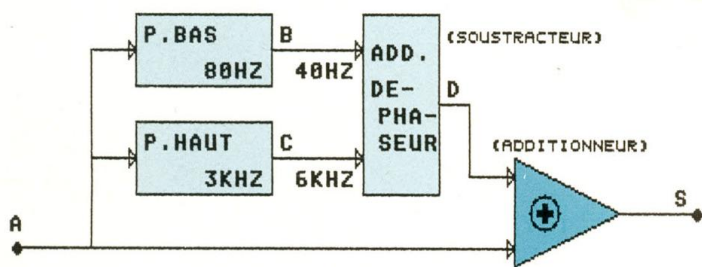 P.BAS
80HZ
B
40HZ
ADD.
DE-
PHA-
SEUR
(SOUSTRACTEUR)
D
P.HAUT
3KHZ
C
6KHZ
(ADDITIONNEUR)
A
+
S